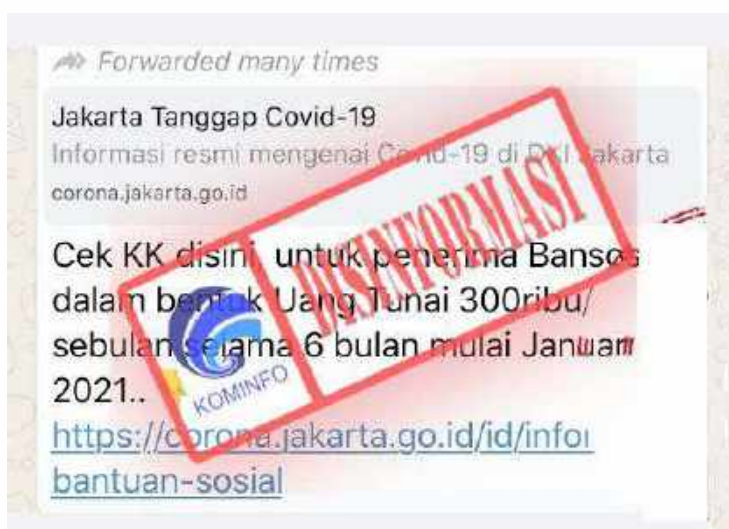 Forwarded many times
Jakarta Tanggap Covid-19
Informasi resmi mengenai Covid-19 di DKI Jakarta
corona.jakarta.go.id
Cek KK disini, untuk penerima Bansos
dalam bentuk Uang Tunai 300ribu/
sebulan selama 6 bulan mulai Januari
2021..
https://corona.jakarta.go.id/id/infor
bantuan-sosial
DISINFORMASI
KOMINFO